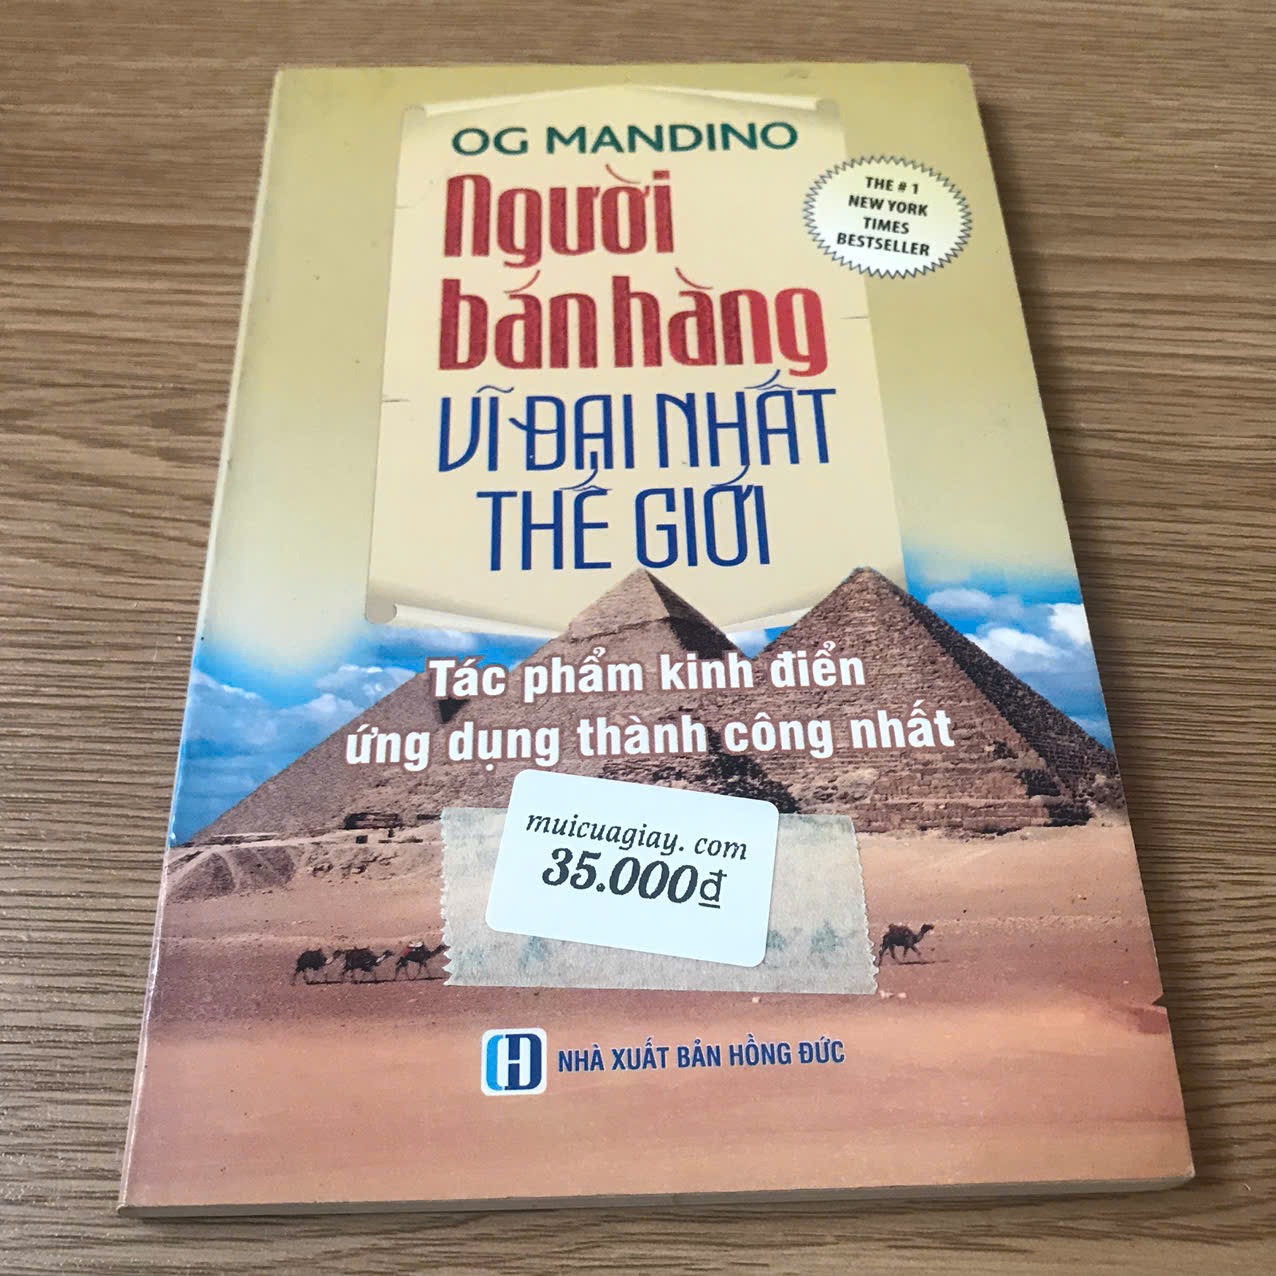 OG MANDINO
Người
bán hàng
VĨ ĐẠI NHẤT
THẾ GIỚI
THE # 1
NEW YORK
TIMES
BESTSELLER
Tác phẩm kinh điển
ứng dụng thành công nhất
muicuagiay. com
35.000₫
NHÀ XUẤT BẢN HỒNG ĐỨC